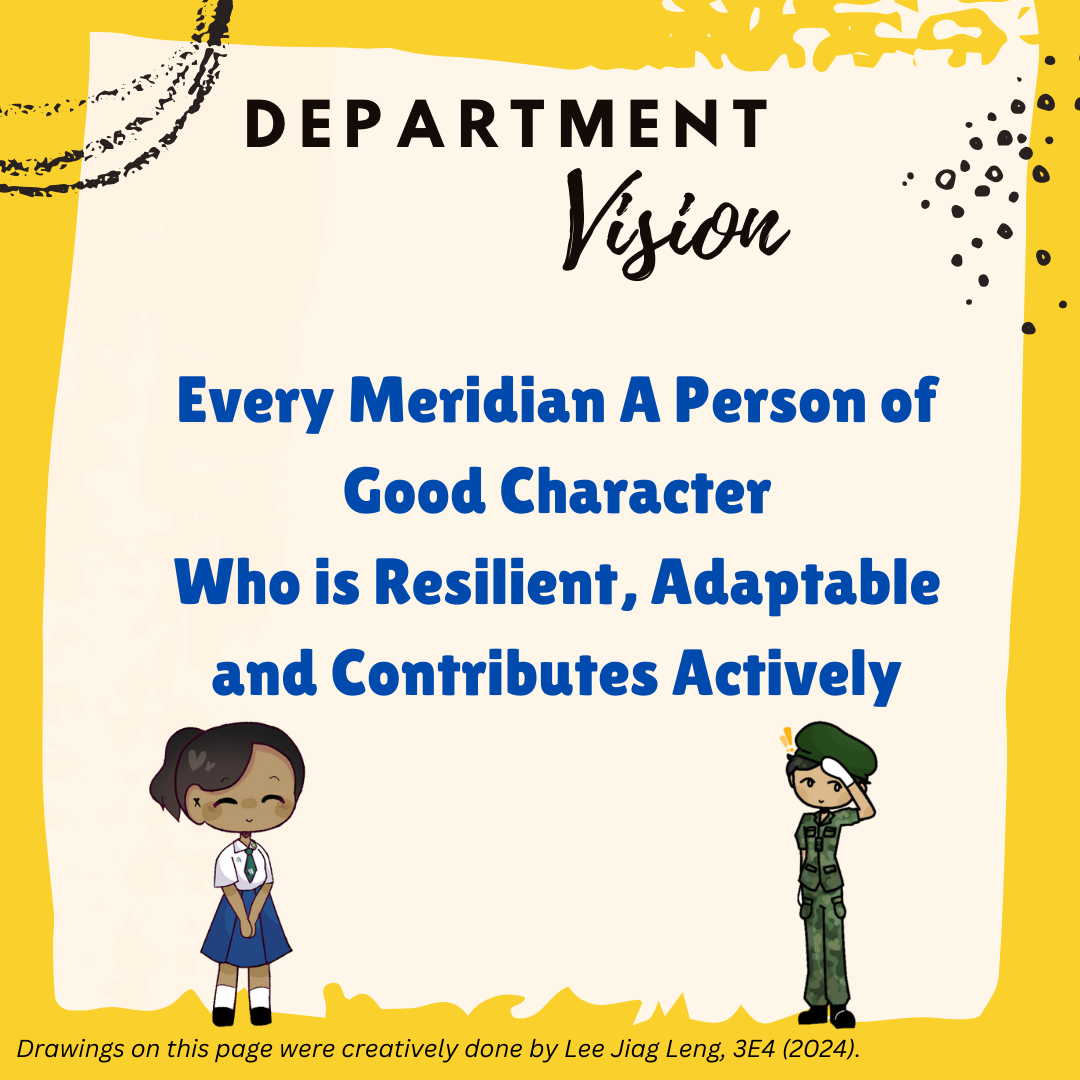 DEPARTMENT
Vision
Every Meridian A Person of
Good Character
Who is Resilient, Adaptable
and Contributes Actively
Drawings on this page were creatively done by Lee Jiag Leng, 3E4 (2024).